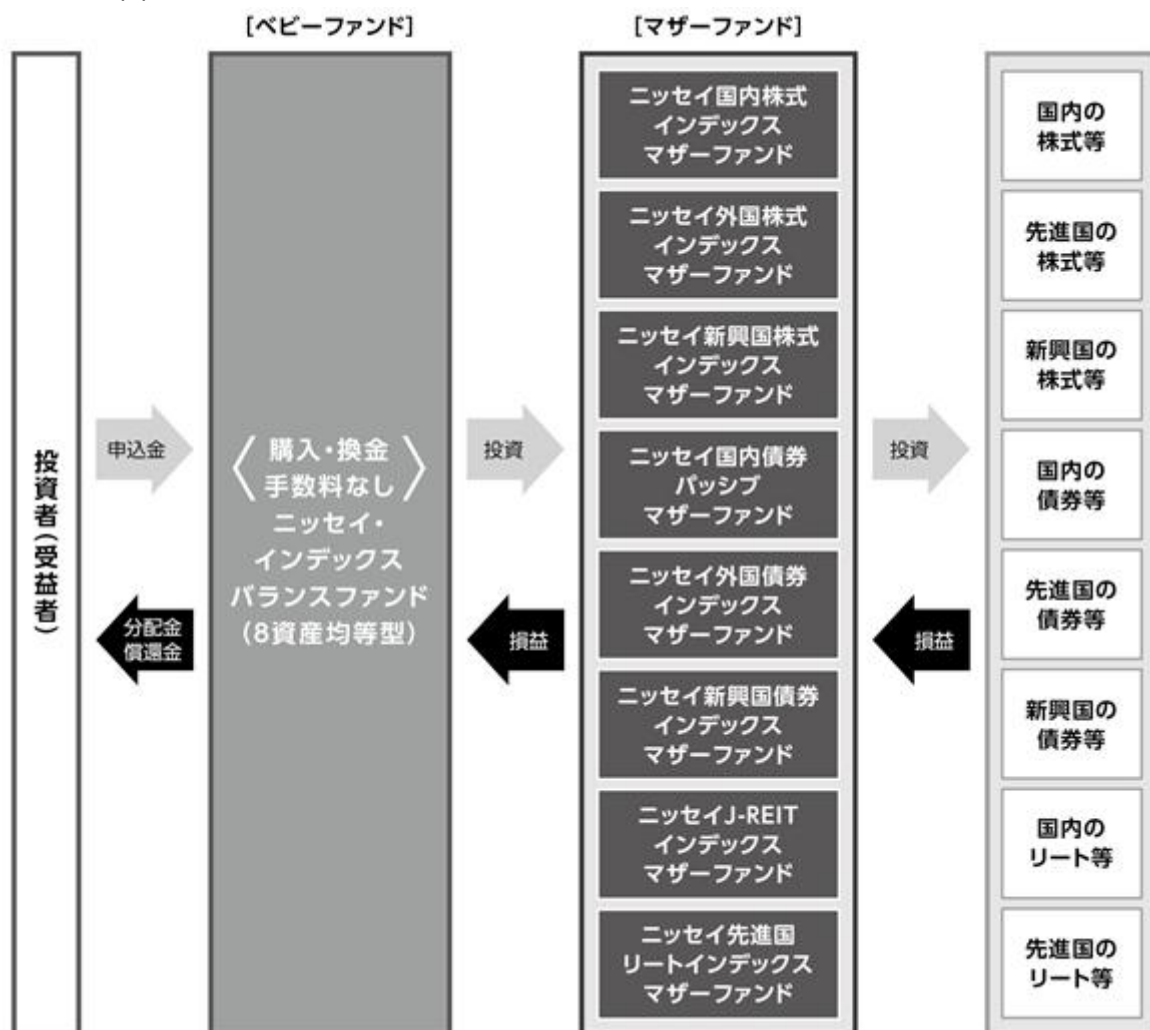 [ベビーファンド]
[マザーファンド]
投資者(受益者)
申込金
分配金
償還金
〈購入・換金
手数料なし〉
ニッセイ・
インデックス
バランスファンド
(8資産均等型)
投資
損益
ニッセイ国内株式
インデックス
マザーファンド
ニッセイ外国株式
インデックス
マザーファンド
ニッセイ新興国株式
インデックス
マザーファンド
ニッセイ国内債券
パッシブ
マザーファンド
ニッセイ外国債券
インデックス
マザーファンド
ニッセイ新興国債券
インデックス
マザーファンド
ニッセイJ-REIT
インデックス
マザーファンド
ニッセイ先進国
リートインデックス
マザーファンド
投資
損益
国内の
株式等
先進国の
株式等
新興国の
株式等
国内の
債券等
先進国の
債券等
新興国の
債券等
国内の
リート等
先進国の
リート等